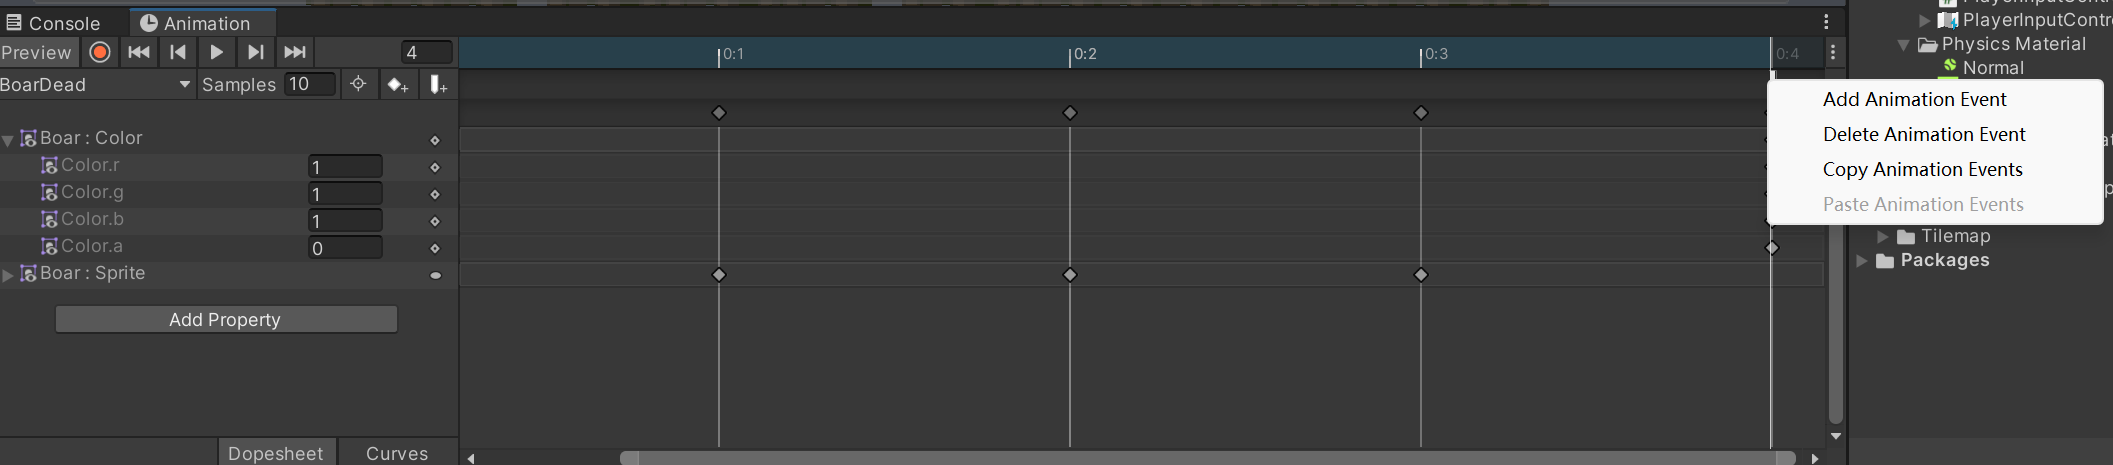 Console Animation
Preview 4 0:1 0:2 0:3 0:4
BoarDead Samples 10
Boar : Color
Color.r 1
Color.g 1
Color.b 1
Color.a 0
Boar : Sprite
Add Property
Dopesheet Curves
PlayerInputContr
Physics Material
Normal
Add Animation Event
Delete Animation Event
Copy Animation Events
Paste Animation Events
Tilemap
Packages